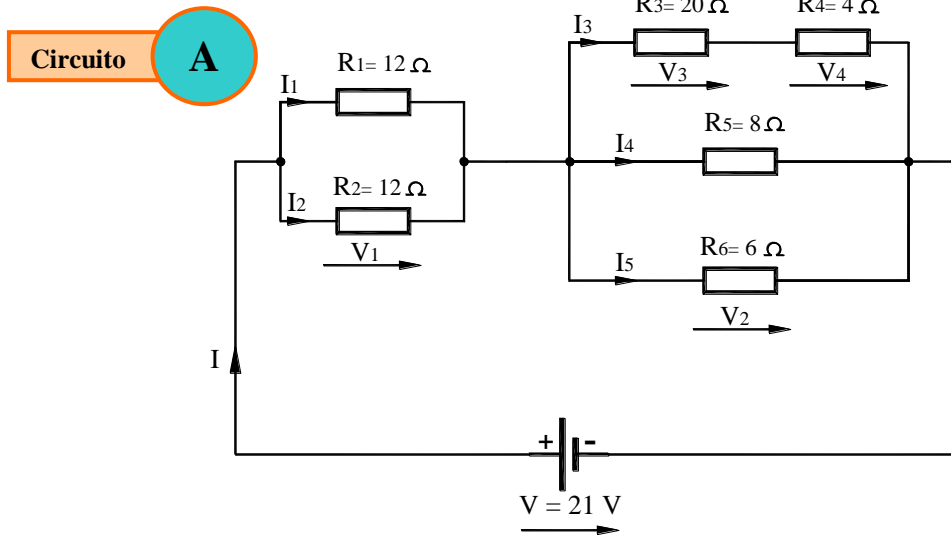 Circuito A
R3= 20 Ω
R4= 4 Ω
I3
V3
V4
R1= 12 Ω
I1
R5= 8 Ω
I4
R2= 12 Ω
I2
V1
R6= 6 Ω
I5
V2
I
+ -
V = 21 V